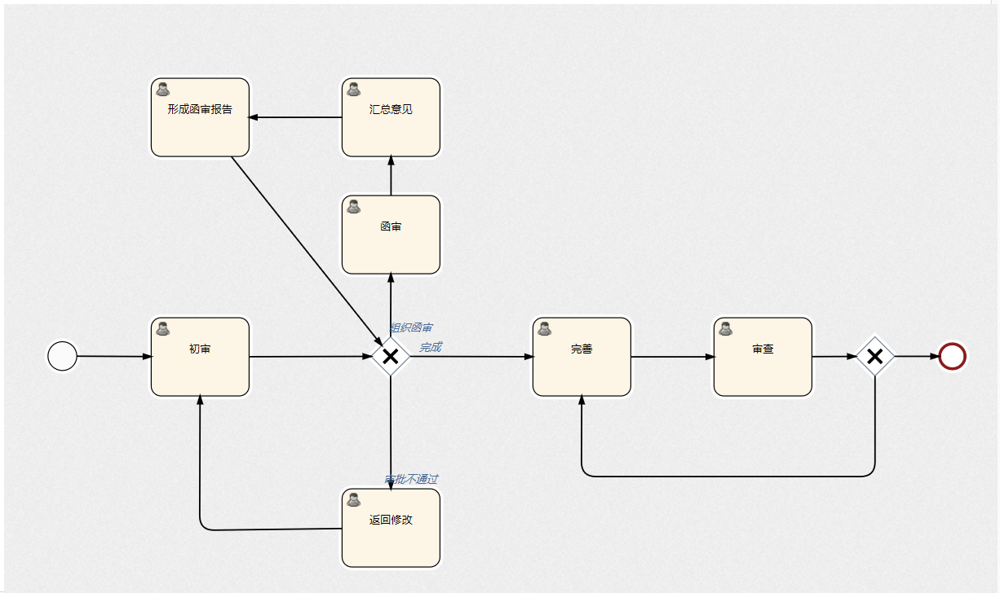 形成函审报告
汇总意见
函审
组织函审
完成
初审
完善
审查
审批不通过
返回修改